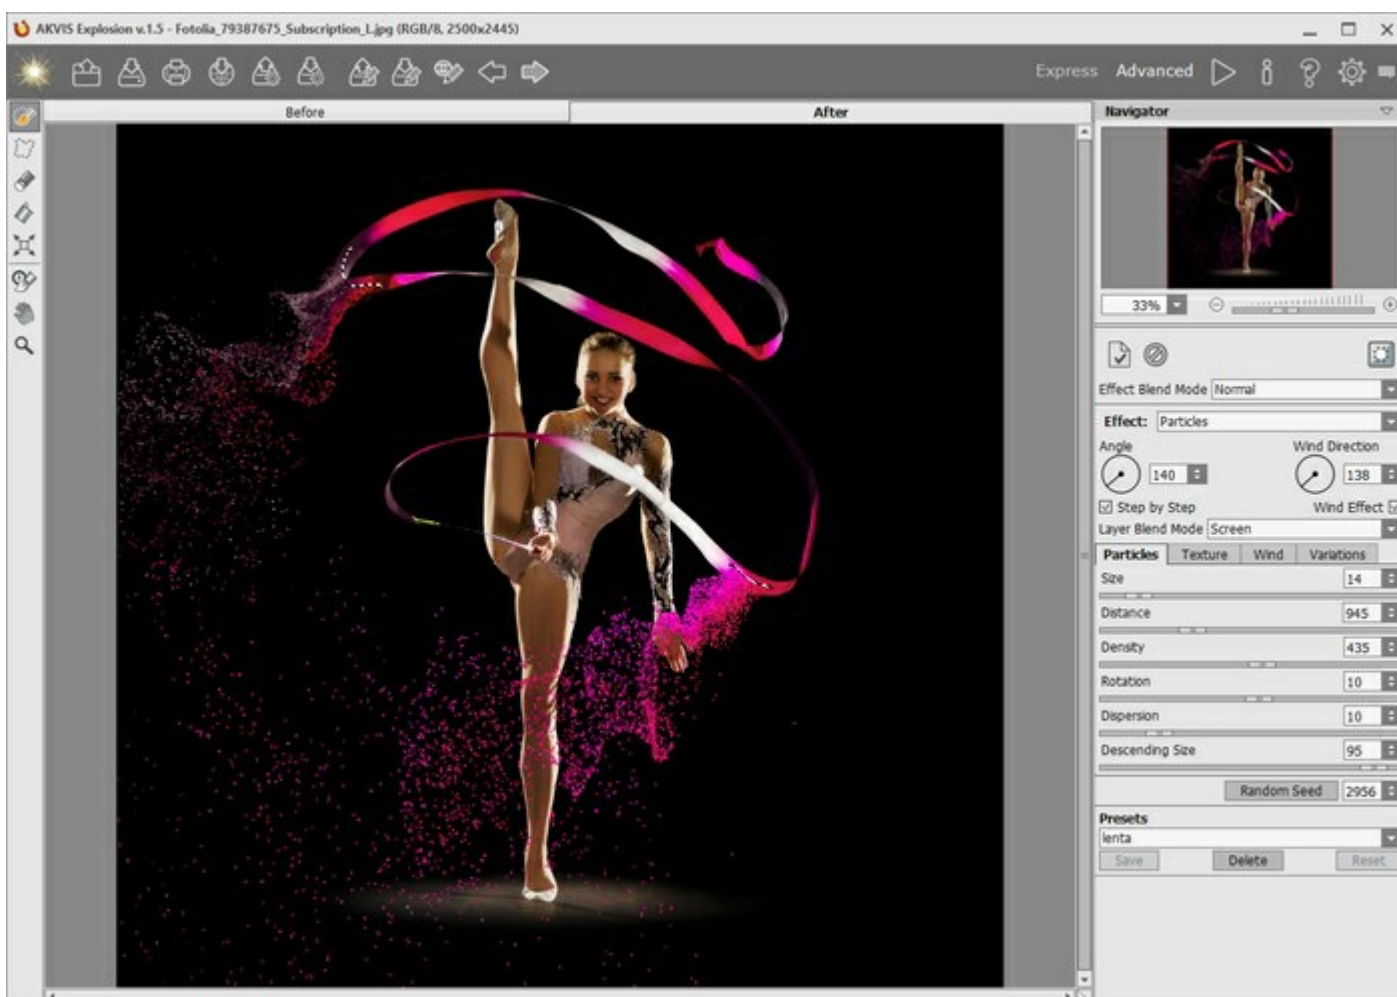 AKVIS Explosion v.1.5 - Fotolia_79387675_Subscription_L.jpg (RGB/8, 2500x2445)
Express Advanced
Before After
Navigator
33%
Effect Blend Mode Normal
Effect: Particles
Angle Wind Direction
140 138
Step by Step Wind Effect
Layer Blend Mode Screen
Particles Texture Wind Variations
Size 14
Distance 945
Density 435
Rotation 10
Dispersion 10
Descending Size 95
Random Seed 2956
Presets
lenta
Save Delete Reset